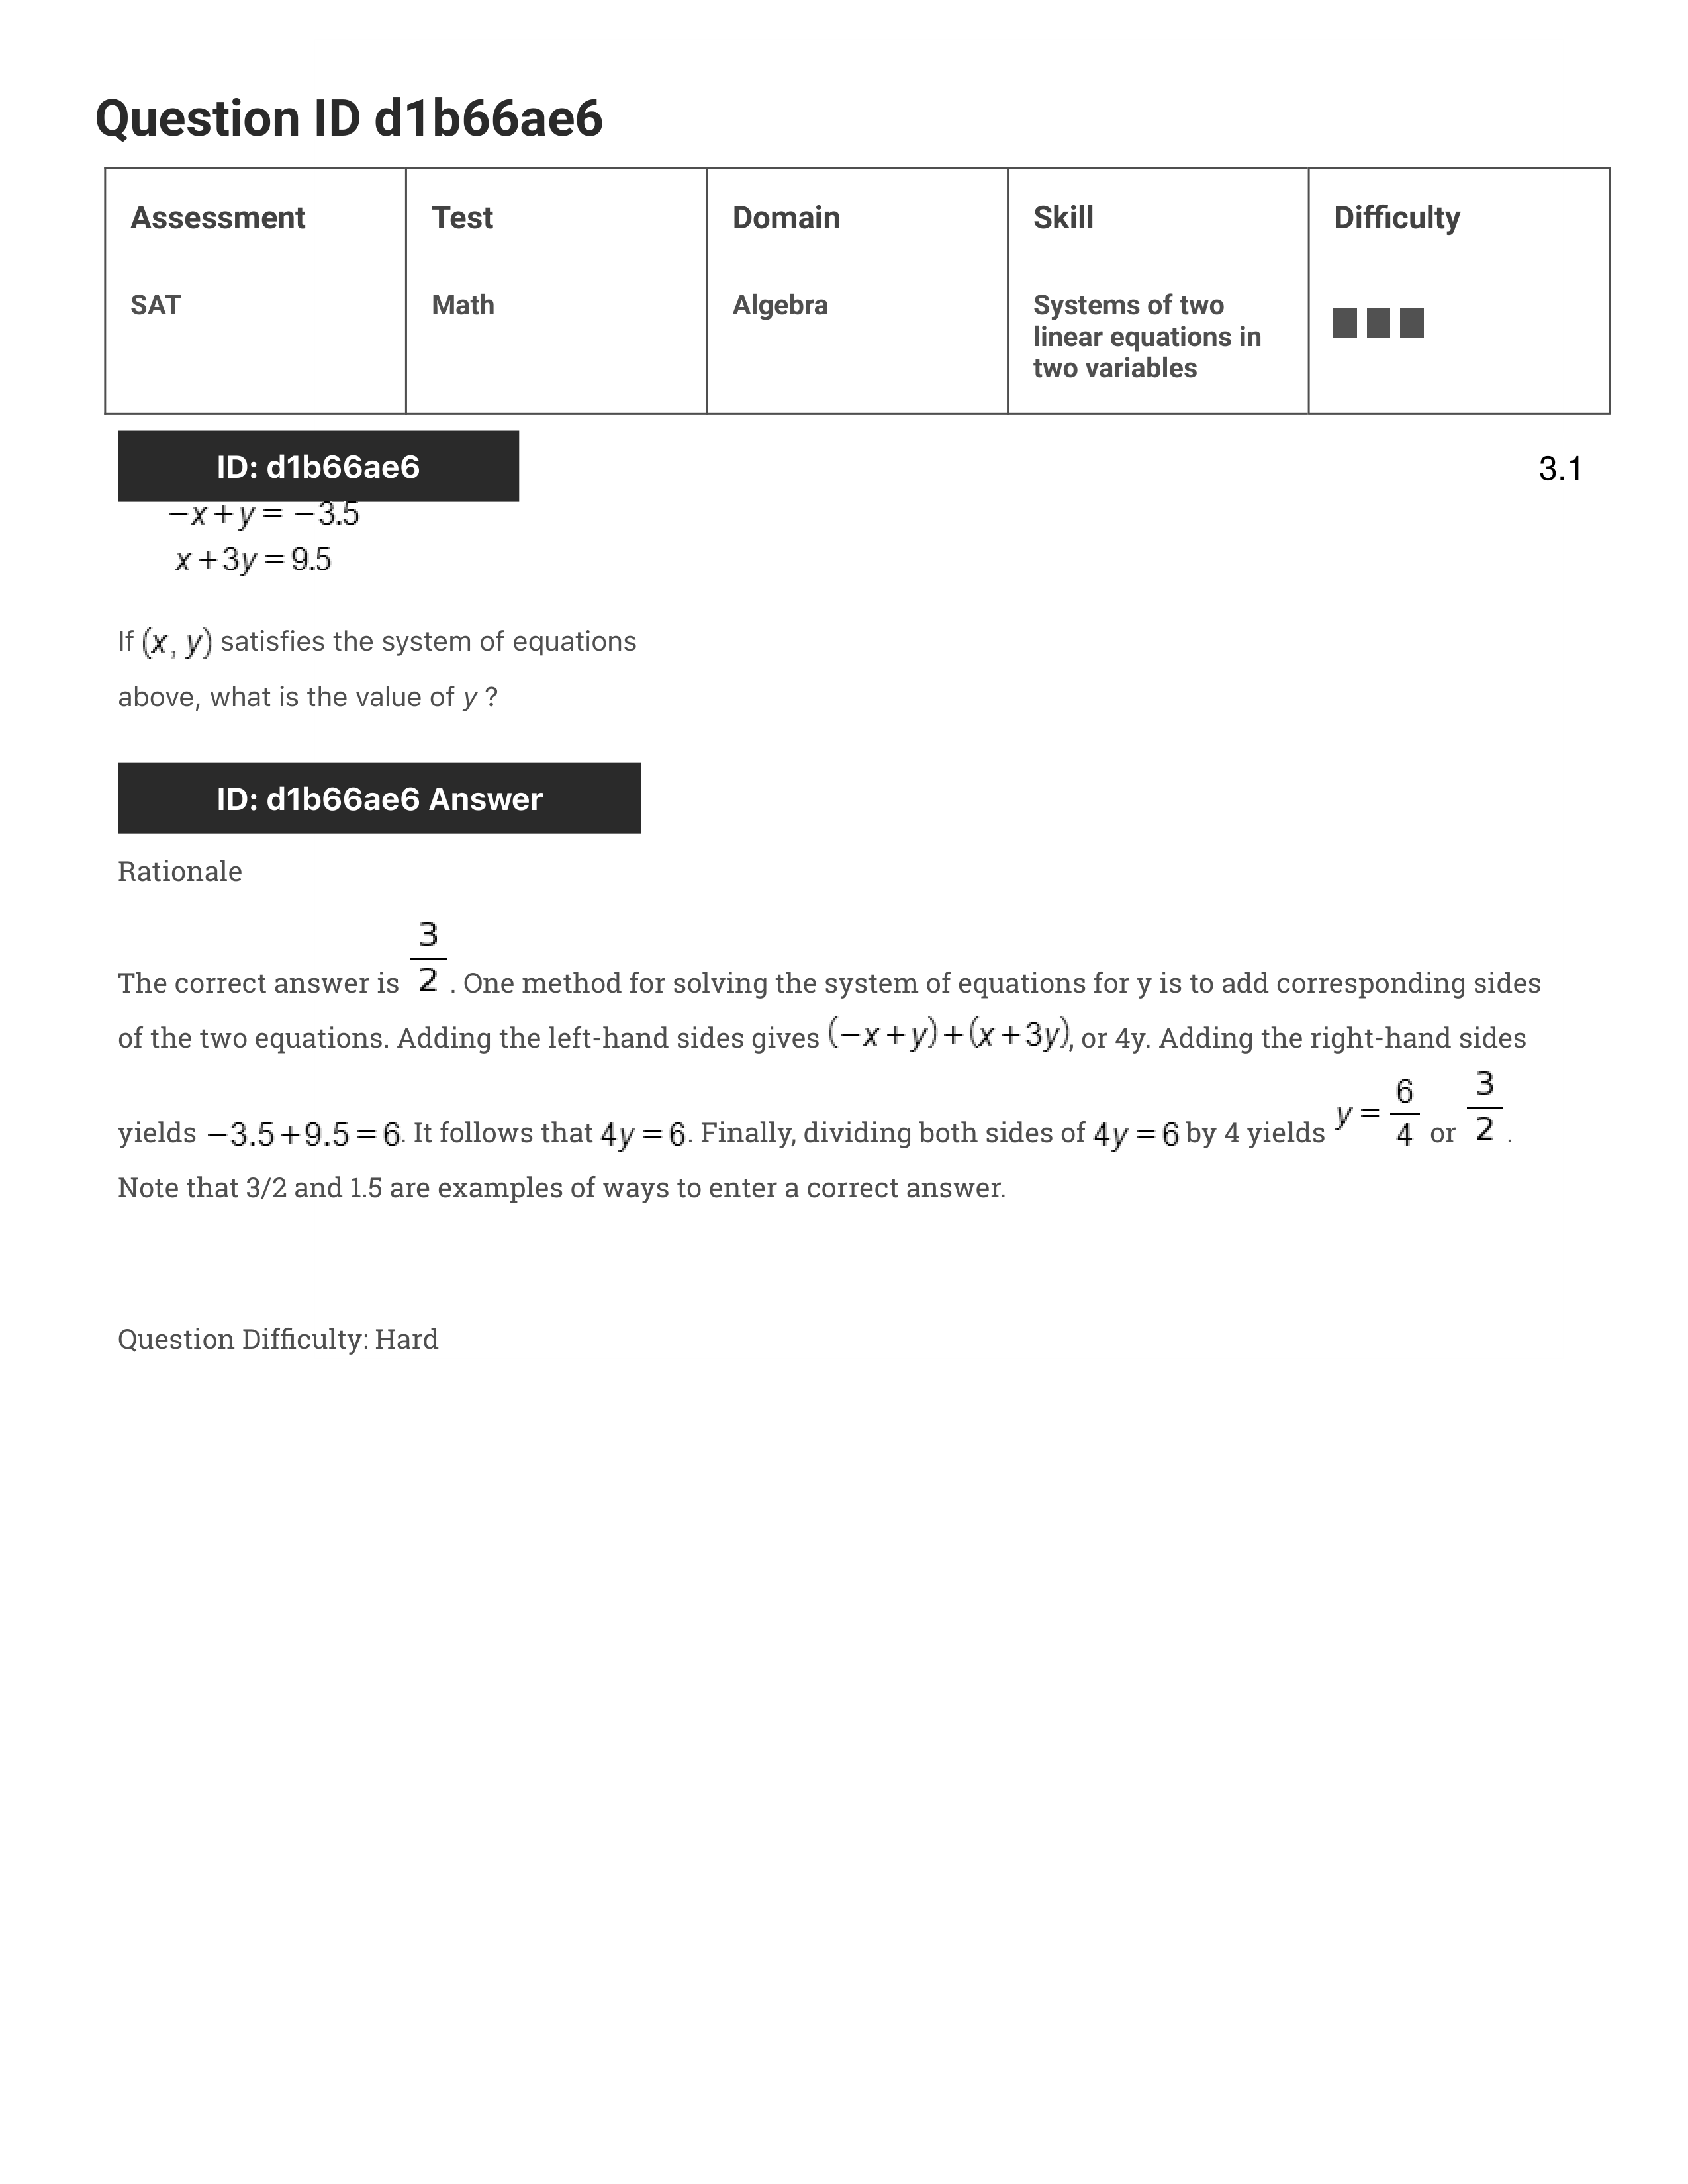 Question ID d1b66ae6
Assessment
Test
Domain
Skill
Difficulty
SAT
Math
Algebra
Systems of two
linear equations in
two variables
ID: d1b66ae6
3.1
−x+y = −3.5
x+3y = 9.5
If (x, y) satisfies the system of equations
above, what is the value of y ?
ID: d1b66ae6 Answer
Rationale
The correct answer is 3/2. One method for solving the system of equations for y is to add corresponding sides
of the two equations. Adding the left-hand sides gives (−x+y)+(x+3y), or 4y. Adding the right-hand sides
yields −3.5+9.5 = 6. It follows that 4y = 6. Finally, dividing both sides of 4y = 6 by 4 yields y = 6/4 or 3/2.
Note that 3/2 and 1.5 are examples of ways to enter a correct answer.
Question Difficulty: Hard